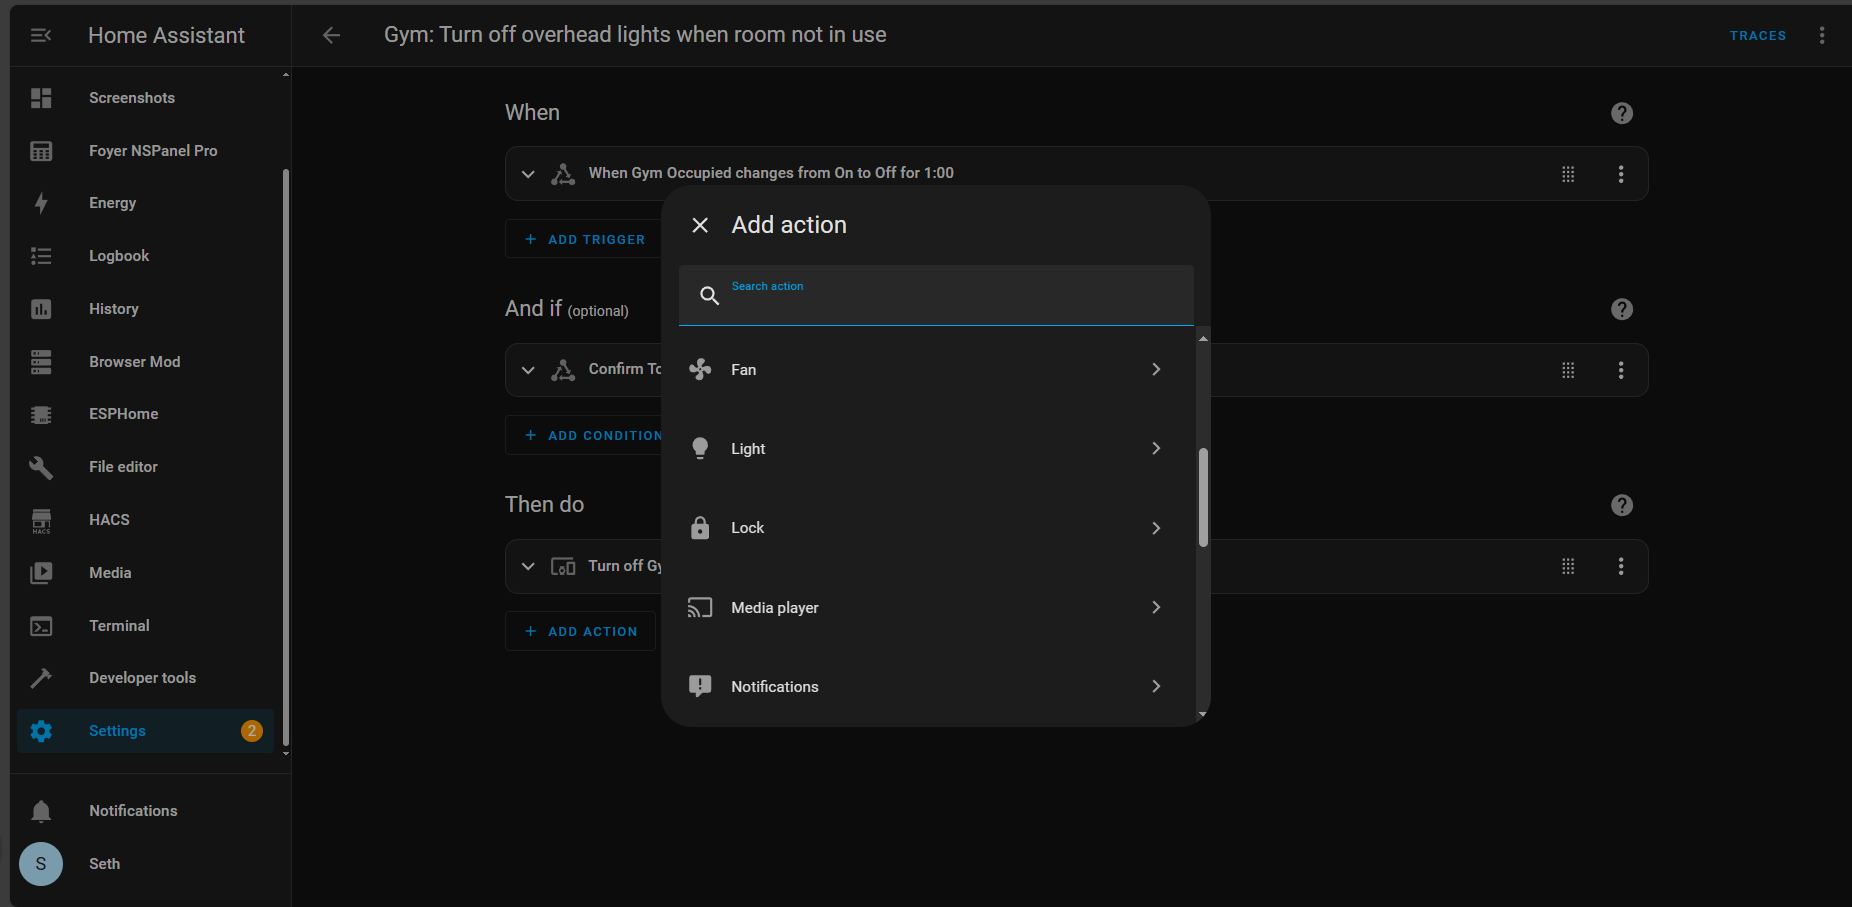 Home Assistant
Screenshots
Foyer NSPanel Pro
Energy
Logbook
History
Browser Mod
ESPHome
File editor
HACS
HACS
Media
Terminal
Developer tools
Settings
2
Notifications
S
Seth
Gym: Turn off overhead lights when room not in use
TRACES
When
When Gym Occupied changes from On to Off for 1:00
+ ADD TRIGGER
And if (optional)
Confirm To
+ ADD CONDITION
Then do
Turn off Gy
+ ADD ACTION
Add action
Search action
Fan
Light
Lock
Media player
Notifications